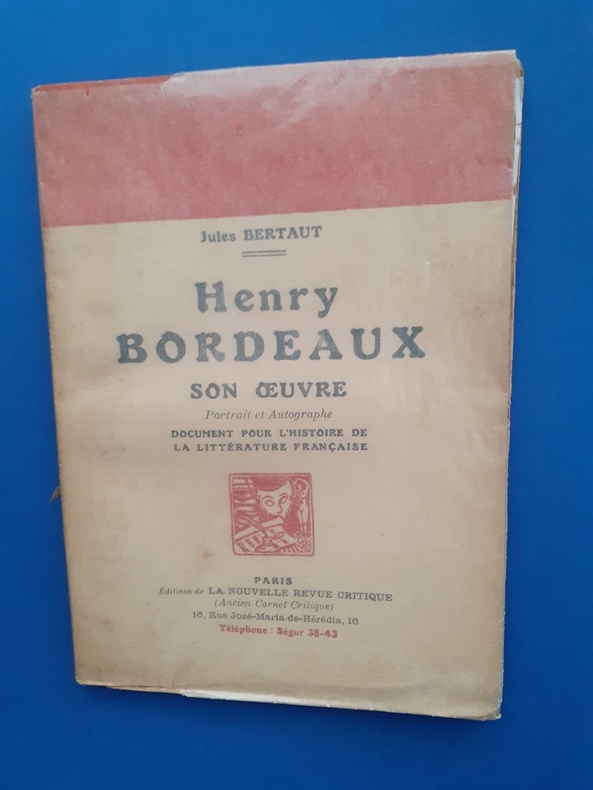 Jules BERTAUT
Henry
BORDEAUX
SON ŒUVRE
Portrait et Autographe
DOCUMENT POUR L'HISTOIRE DE
LA LITTÉRATURE FRANÇAISE
PARIS
Éditions de LA NOUVELLE REVUE CRITIQUE
(Ancien Carnet Critique)
16, Rue José-Maria-de-Hérédia, 16
Téléphone : Ségur 38-43